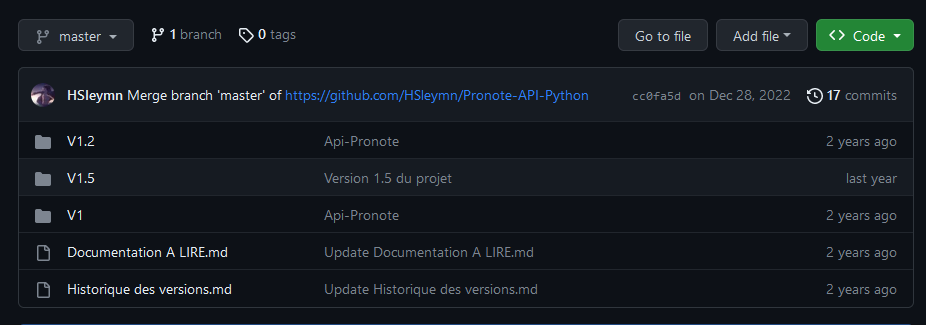 master 1 branch 0 tags Go to file Add file Code
HSleymn Merge branch 'master' of https://github.com/HSleymn/Pronote-API-Python cc0fa5d on Dec 28, 2022 17 commits
V1.2 Api-Pronote 2 years ago
V1.5 Version 1.5 du projet last year
V1 Api-Pronote 2 years ago
Documentation A LIRE.md Update Documentation A LIRE.md 2 years ago
Historique des versions.md Update Historique des versions.md 2 years ago